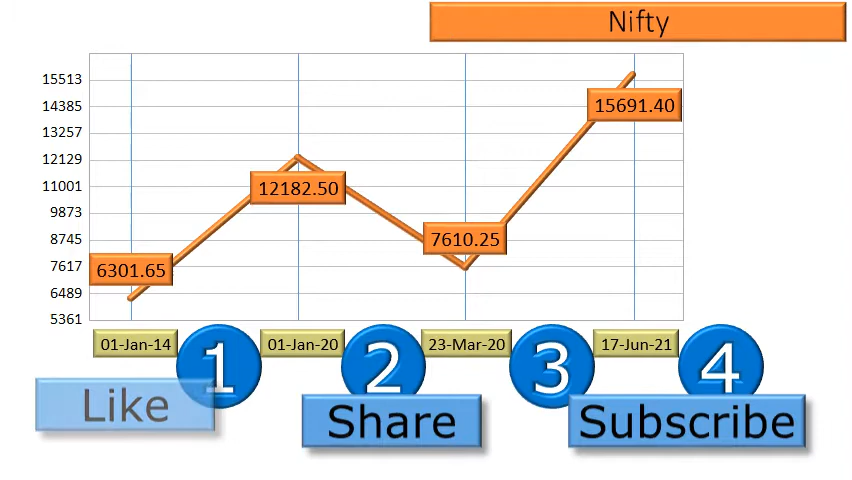 Nifty
15513
14385
13257
12129
11001
9873
8745
7617
6489
5361
6301.65
12182.50
7610.25
15691.40
01-Jan-14
01-Jan-20
23-Mar-20
17-Jun-21
1
2
3
4
Like
Share
Subscribe